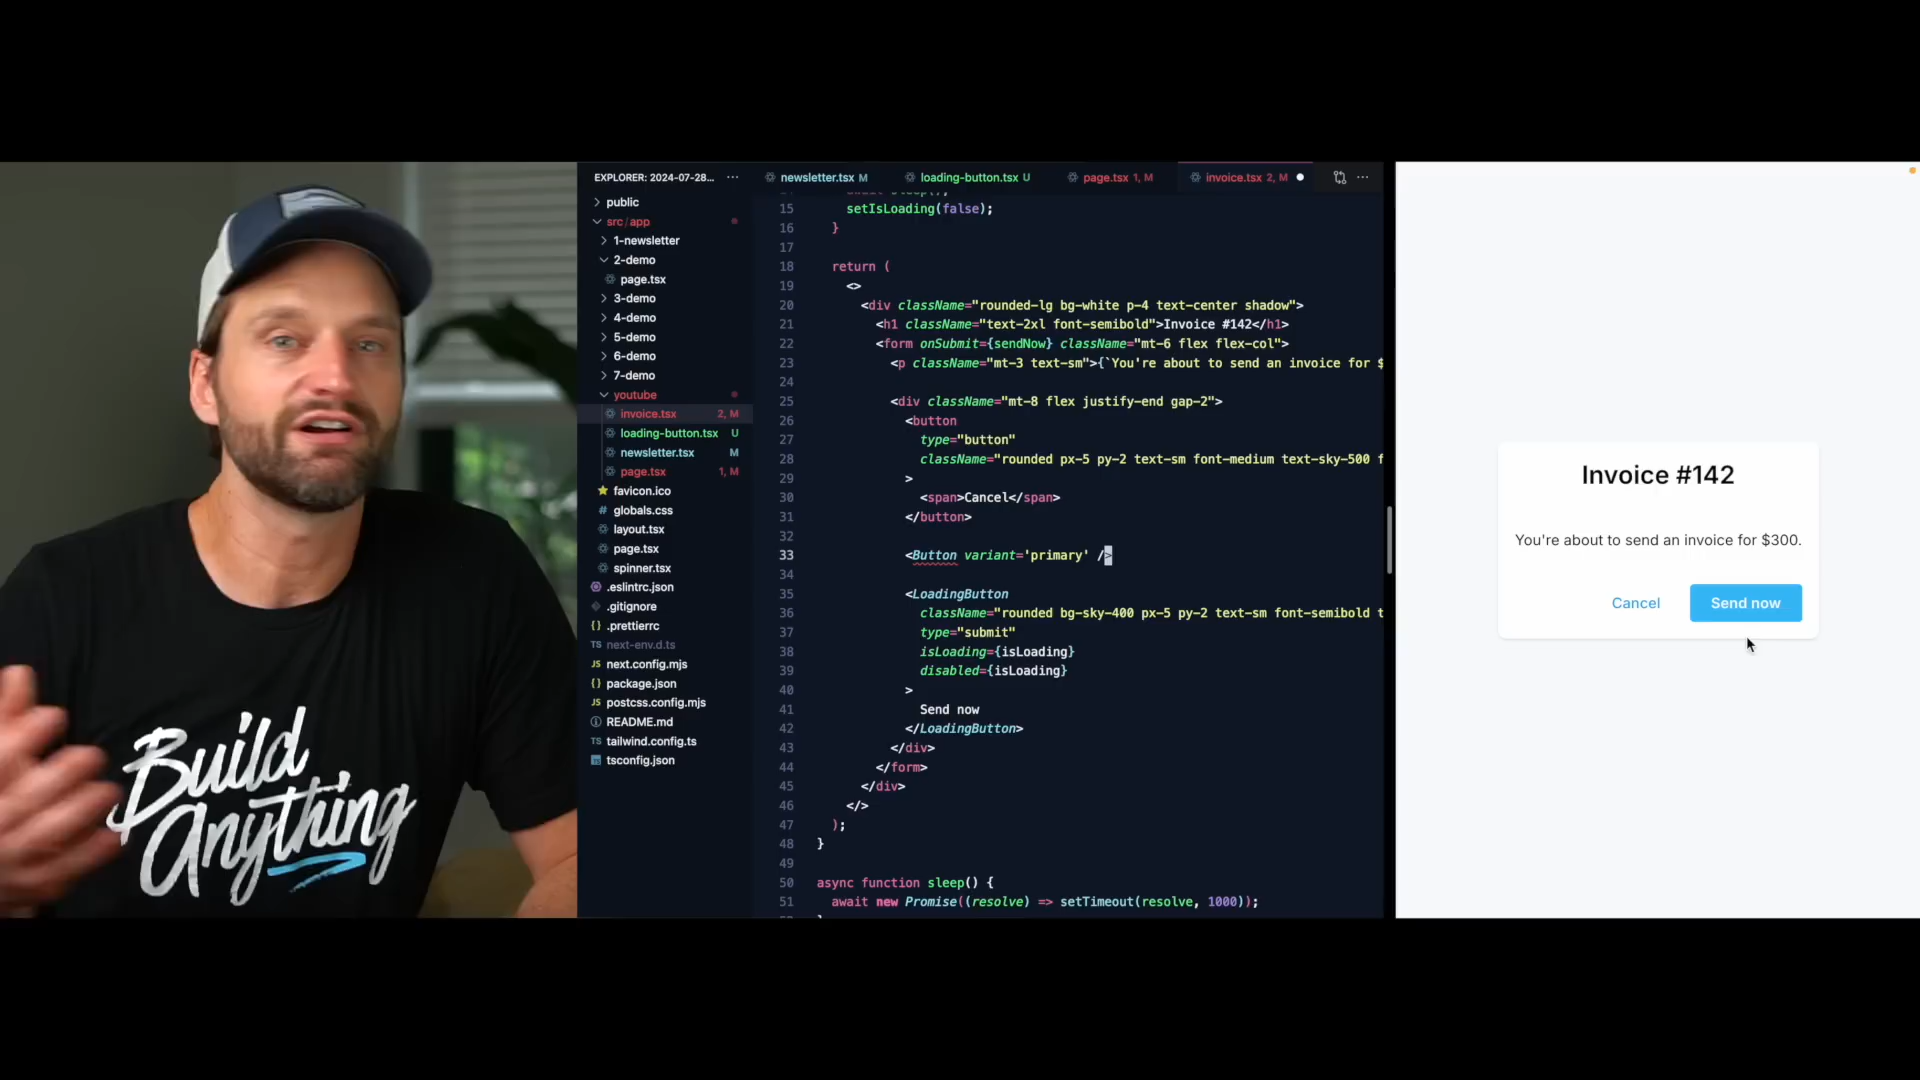 Build
Anything
EXPLORER: 2024-07-28...
public
src/app
1-newsletter
2-demo
page.tsx
3-demo
4-demo
5-demo
6-demo
7-demo
youtube
invoice.tsx 2, M
loading-button.tsx U
newsletter.tsx M
page.tsx 1, M
favicon.ico
# globals.css
layout.tsx
page.tsx
spinner.tsx
.eslintrc.json
.gitignore
{} .prettierrc
TS next-env.d.ts
JS next.config.mjs
{} package.json
JS postcss.config.mjs
README.md
TS tailwind.config.ts
tsconfig.json
newsletter.tsx M loading-button.tsx U page.tsx 1, M invoice.tsx 2, M
15 setIsLoading(false);
16 }
17
18 return (
19 <>
20 <div className="rounded-lg bg-white p-4 text-center shadow">
21 <h1 className="text-2xl font-semibold">Invoice #142</h1>
22 <form onSubmit={sendNow} className="mt-6 flex flex-col">
23 <p className="mt-3 text-sm">{`You're about to send an invoice for $
24
25 <div className="mt-8 flex justify-end gap-2">
26 <button
27 type="button"
28 className="rounded px-5 py-2 text-sm font-medium text-sky-500 f
29 >
30 <span>Cancel</span>
31 </button>
32
33 <Button variant='primary' />
34
35 <LoadingButton
36 className="rounded bg-sky-400 px-5 py-2 text-sm font-semibold t
37 type="submit"
38 isLoading={isLoading}
39 disabled={isLoading}
40 >
41 Send now
42 </LoadingButton>
43 </div>
44 </form>
45 </div>
46 </>
47 );
48 }
49
50 async function sleep() {
51 await new Promise((resolve) => setTimeout(resolve, 1000));
Invoice #142
You're about to send an invoice for $300.
Cancel Send now